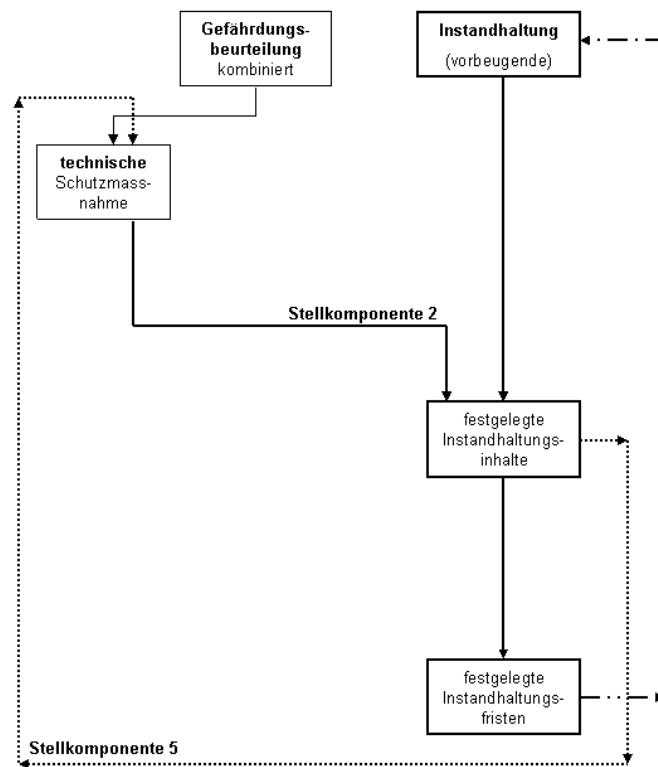 Gefährdungs-
beurteilung
kombiniert
Instandhaltung
(vorbeugende)
technische
Schutzmass-
nahme
Stellkomponente 2
festgelegte
Instandhaltungs-
inhalte
festgelegte
Instandhaltungs-
fristen
Stellkomponente 5